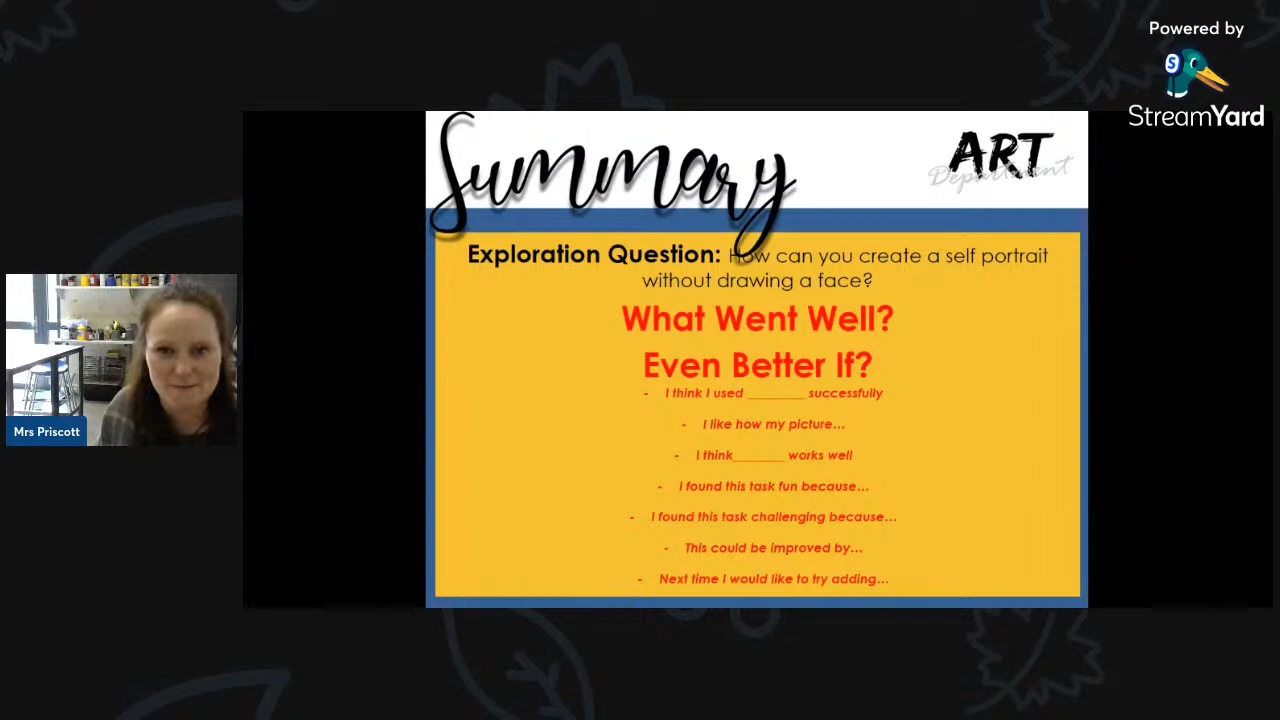 Powered by
S
StreamYard
Summary
ART
Department
Exploration Question: How can you create a self portrait
without drawing a face?
What Went Well?
Even Better If?
- I think I used ________ successfully
- I like how my picture...
- I think_______ works well
- I found this task fun because...
- I found this task challenging because...
- This could be improved by...
- Next time I would like to try adding...
Mrs Priscott